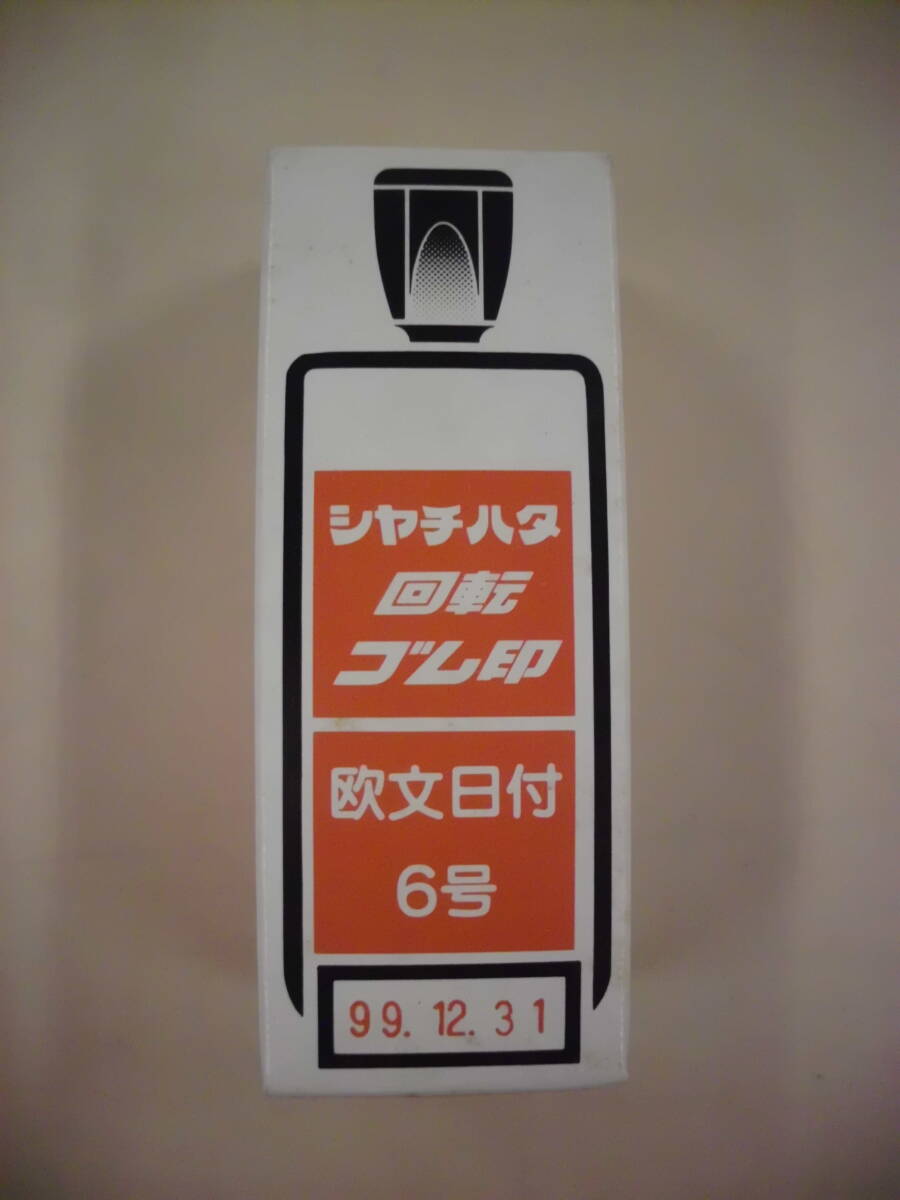 シヤチハタ
回転
ゴム印
欧文日付
6号
99.12.31